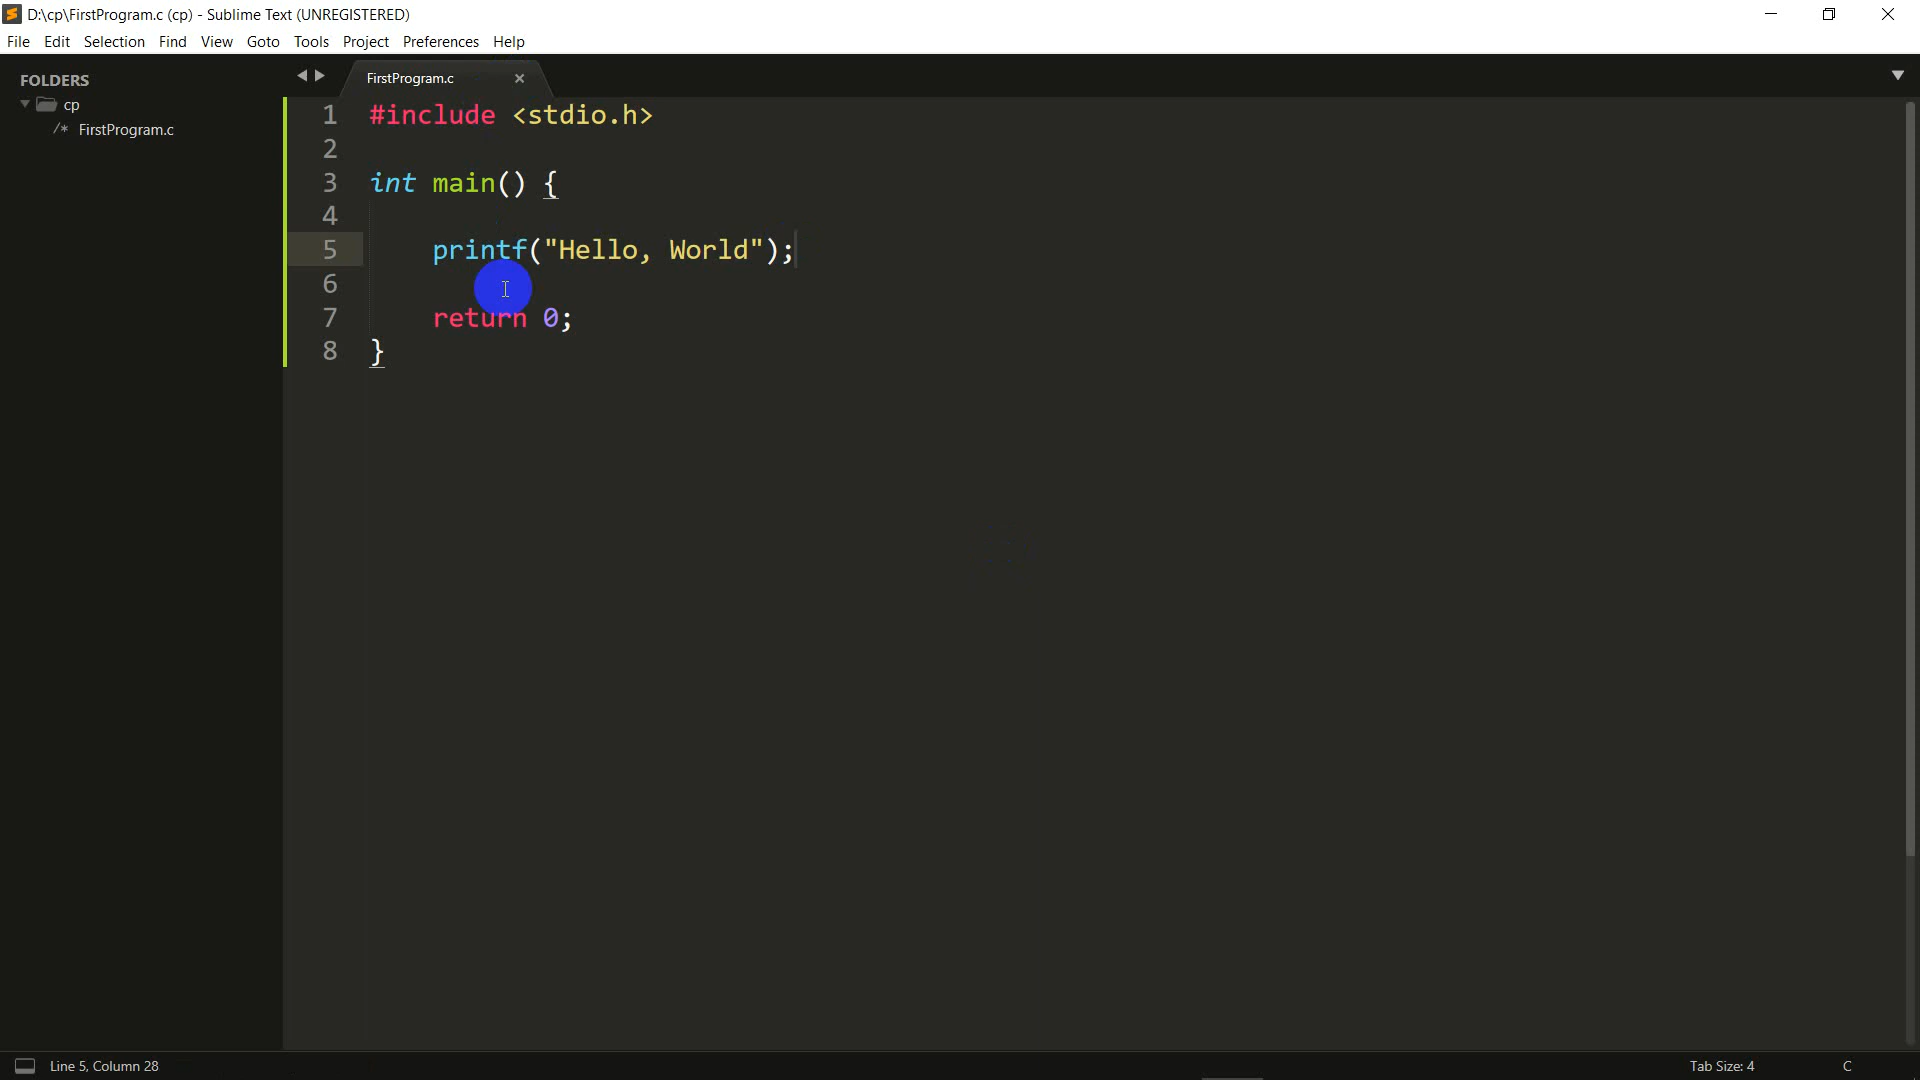 D:\cp\FirstProgram.c (cp) - Sublime Text (UNREGISTERED)
File Edit Selection Find View Goto Tools Project Preferences Help
FOLDERS
cp
/* FirstProgram.c
FirstProgram.c
1 #include <stdio.h>
2
3 int main() {
4
5     printf("Hello, World");
6
7     return 0;
8 }
Line 5, Column 28
Tab Size: 4
C